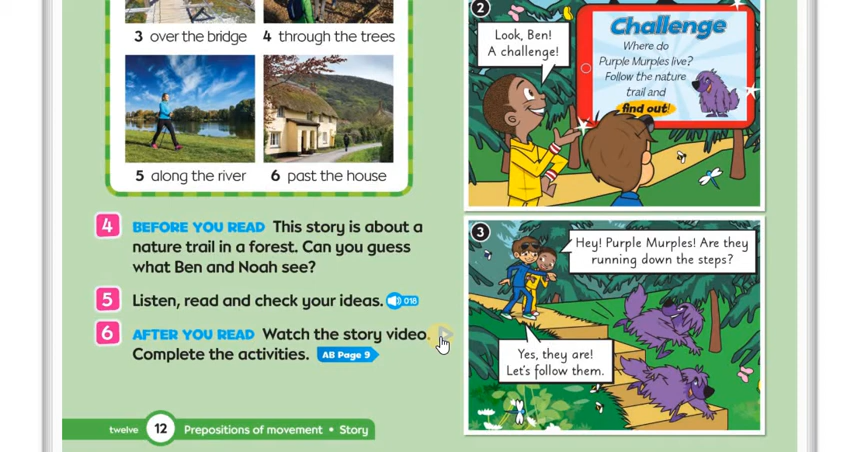 3 over the bridge
4 through the trees
5 along the river
6 past the house
4 BEFORE YOU READ This story is about a
nature trail in a forest. Can you guess
what Ben and Noah see?
5 Listen, read and check your ideas. 018
6 AFTER YOU READ Watch the story video.
Complete the activities. AB Page 9
twelve 12 Prepositions of movement • Story
2
Look, Ben!
A challenge!
Challenge
Where do
Purple Murples live?
Follow the nature
trail and
find out!
3
Hey! Purple Murples! Are they
running down the steps?
Yes, they are!
Let's follow them.